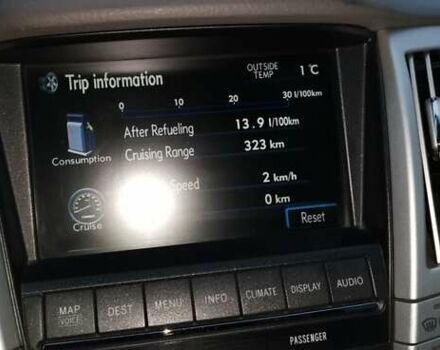 Trip information
OUTSIDE TEMP 1 °C
0 10 20 30 l/100km
After Refueling 13.9 l/100km
Consumption
Cruising Range 323 km
Speed 2 km/h
0 km
Cruise
Reset
MAP VOICE DEST MENU INFO CLIMATE DISPLAY AUDIO
PASSENGER